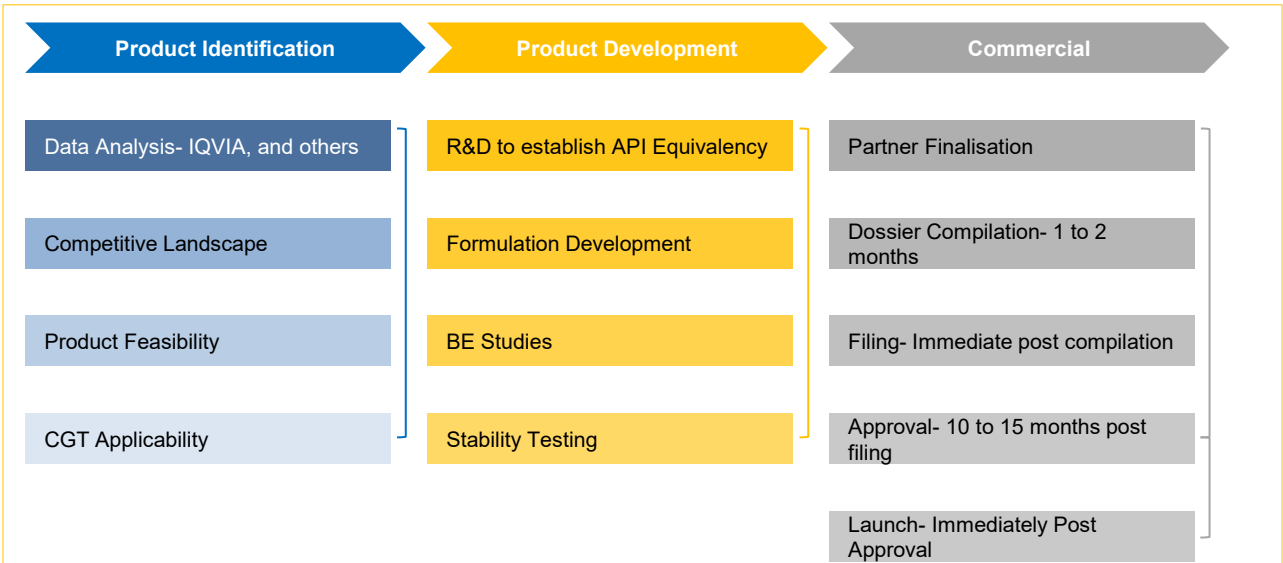 Product Identification
Product Development
Commercial
Data Analysis- IQVIA, and others
Competitive Landscape
Product Feasibility
CGT Applicability
R&D to establish API Equivalency
Formulation Development
BE Studies
Stability Testing
Partner Finalisation
Dossier Compilation- 1 to 2
months
Filing- Immediate post compilation
Approval- 10 to 15 months post
filing
Launch- Immediately Post
Approval